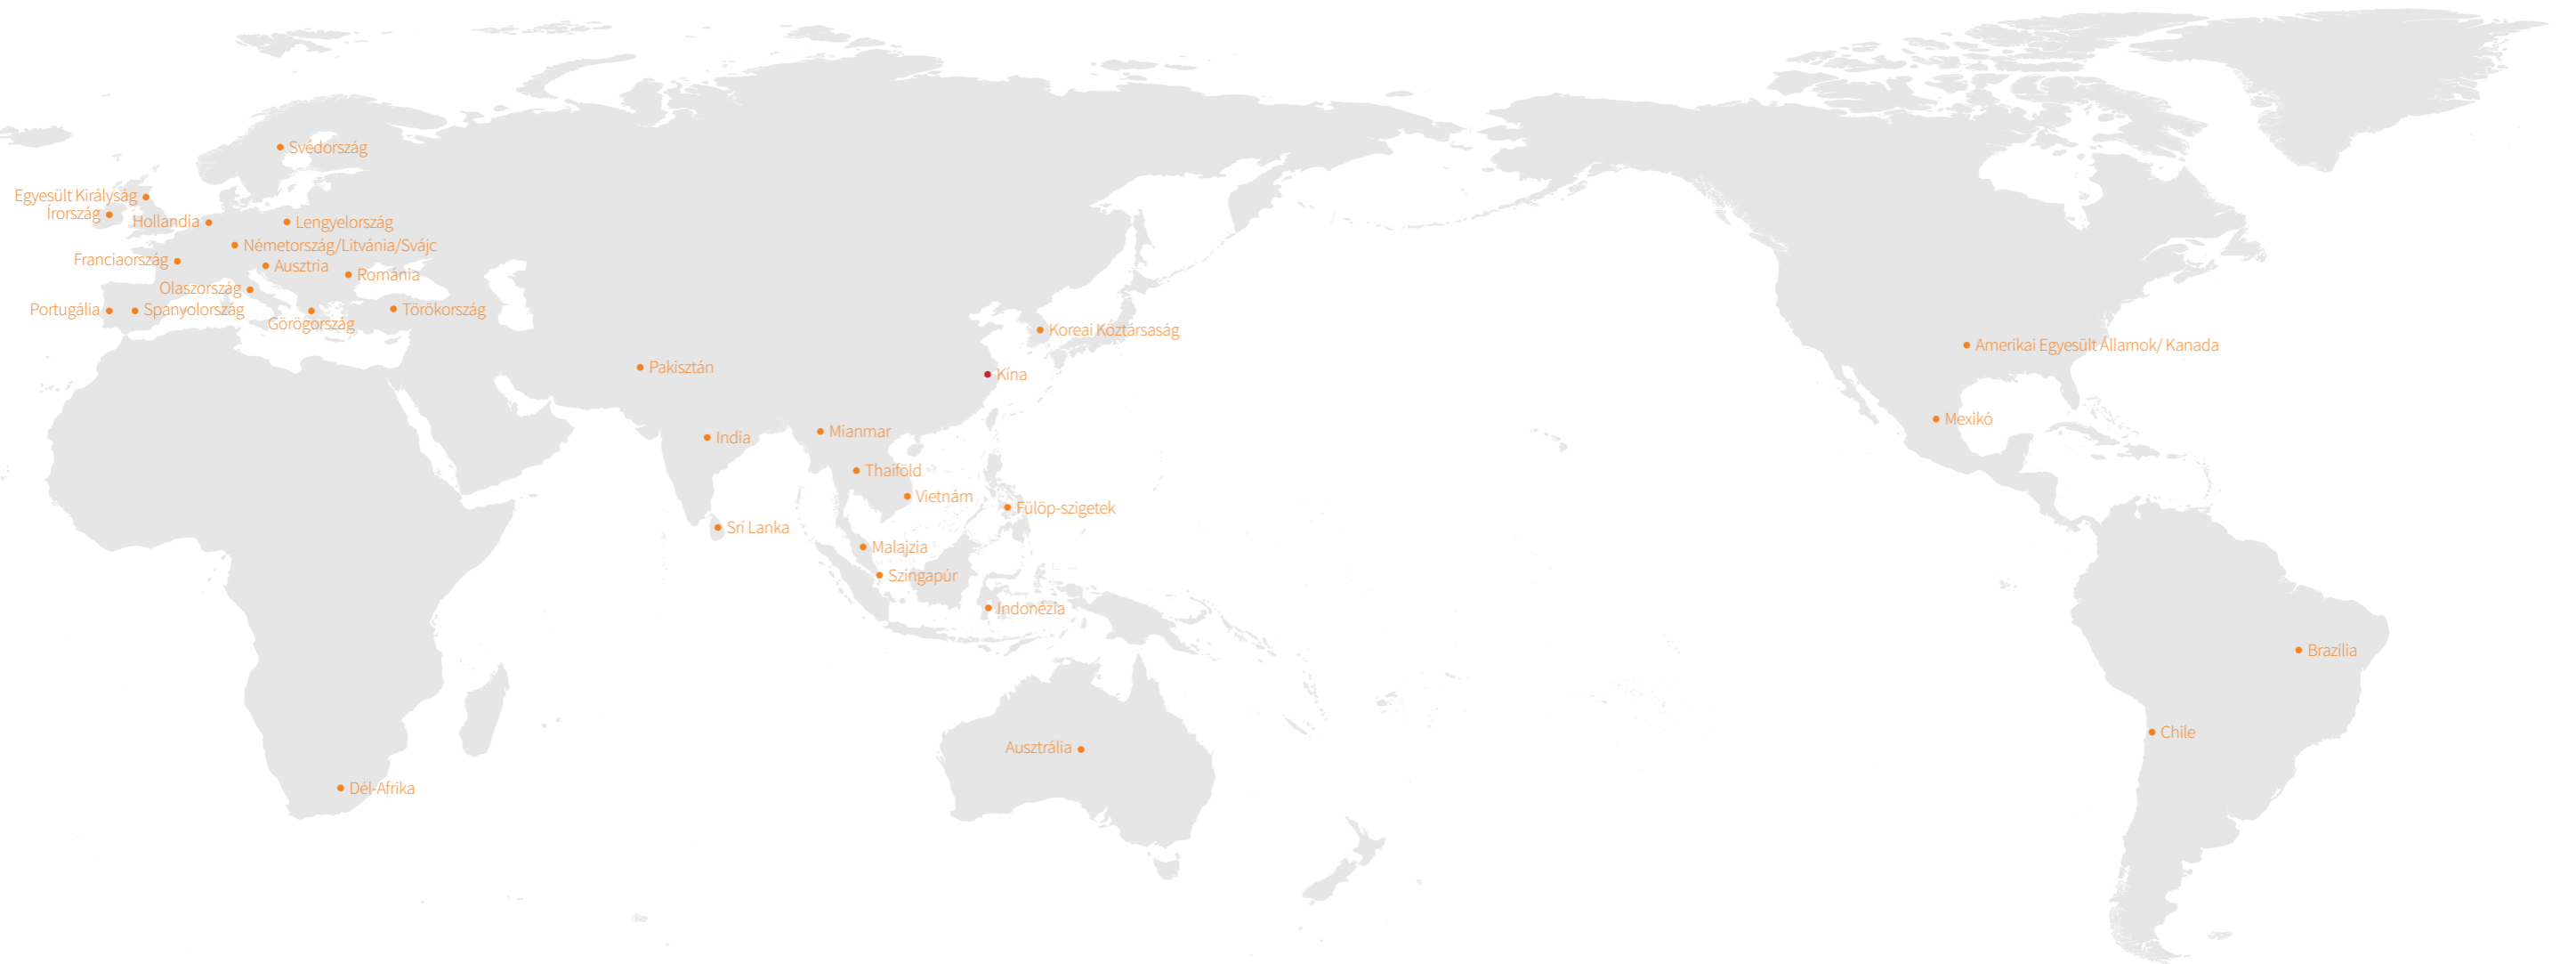 Svédország
Egyesült Királyság
Írország
Hollandia
Lengyelország
Németország/Litvánia/Svájc
Franciaország
Ausztria
Románia
Olaszország
Portugália
Spanyolország
Törökország
Görögország
Koreai Köztársaság
Amerikai Egyesült Államok/ Kanada
Pakisztán
Kína
Mexikó
India
Mianmar
Thaiföld
Vietnám
Fülöp-szigetek
Srí Lanka
Malajzia
Szingapúr
Indonézia
Brazília
Chile
Ausztrália
Dél-Afrika